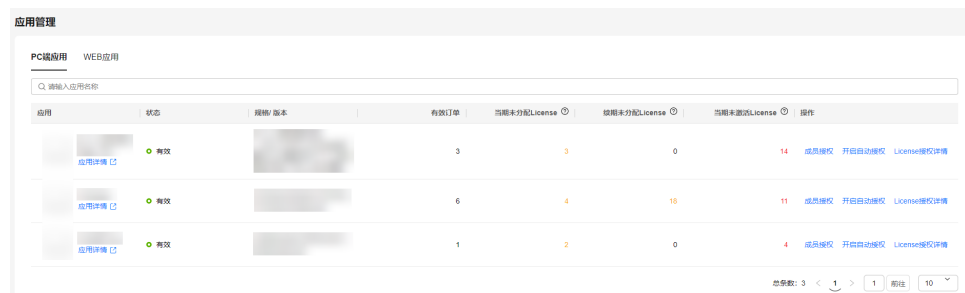 应用管理
PC端应用 WEB应用
请输入应用名称
应用 状态 规格/ 版本 有效订单 当期未分配License 续期未分配License 当期未激活License 操作
应用详情 有效 3 3 0 14 成员授权 开启自动授权 License授权详情
应用详情 有效 6 4 16 11 成员授权 开启自动授权 License授权详情
应用详情 有效 1 2 0 4 成员授权 开启自动授权 License授权详情
总条数: 3 < 1 > 1 前往 10